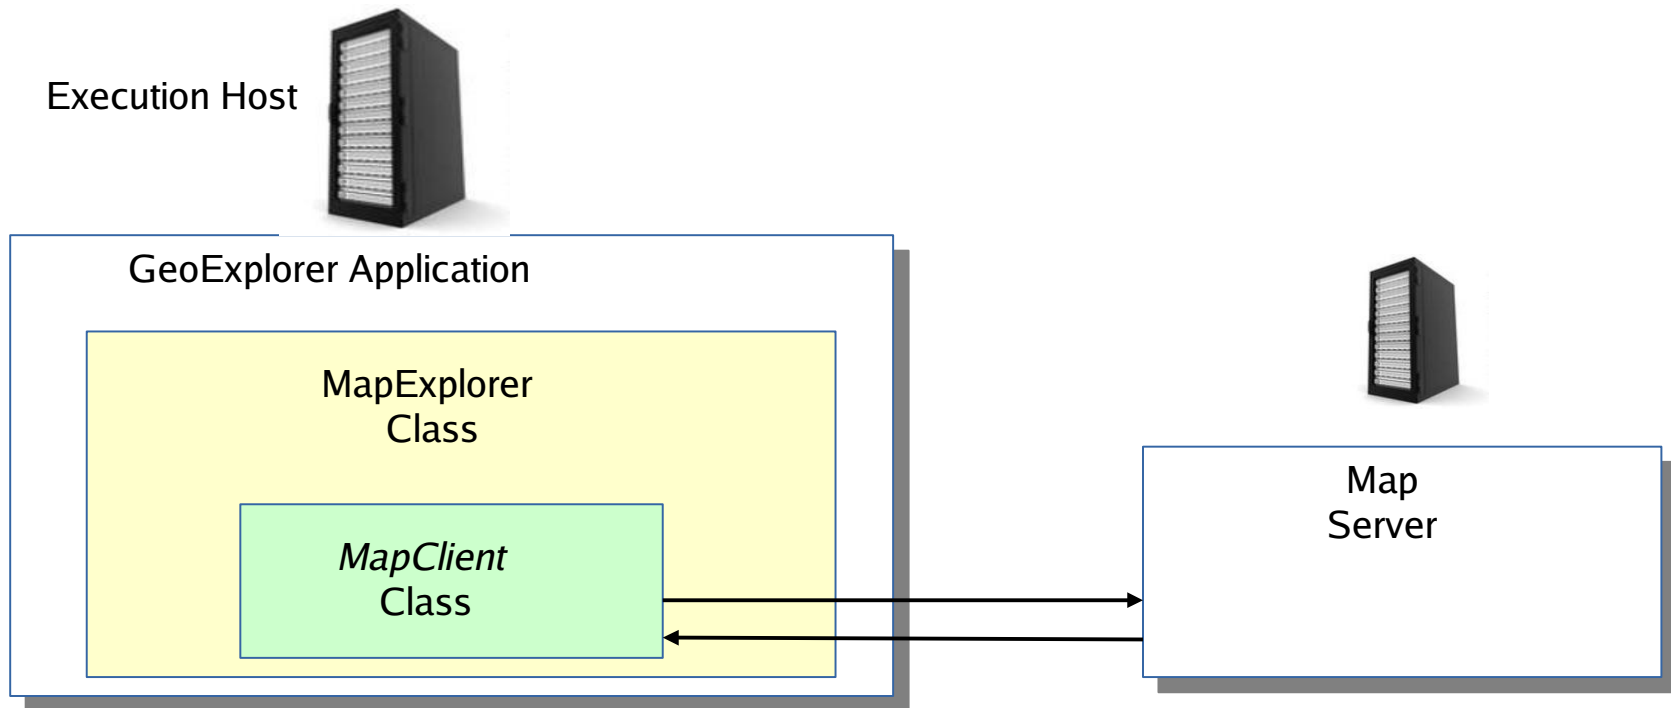 Execution Host
GeoExplorer Application
MapExplorer
Class
MapClient
Class
Map
Server